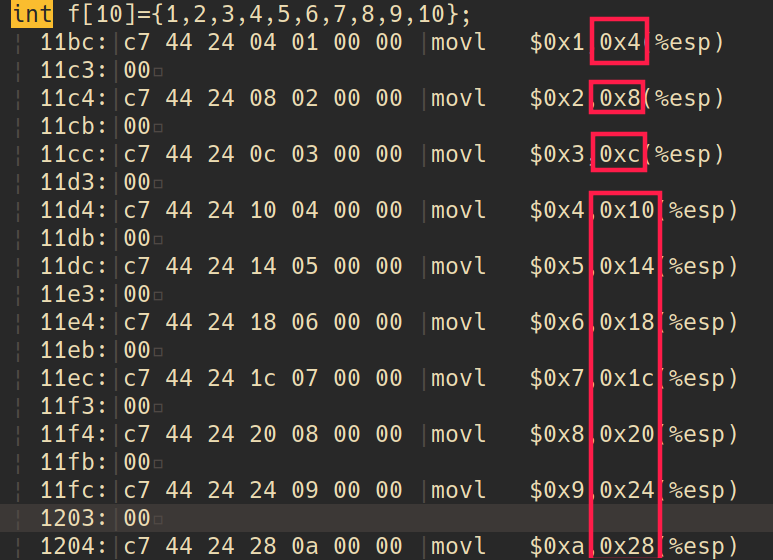 int f[10]={1,2,3,4,5,6,7,8,9,10};
11bc: c7 44 24 04 01 00 00 movl $0x1,0x4(%esp)
11c3: 00
11c4: c7 44 24 08 02 00 00 movl $0x2,0x8(%esp)
11cb: 00
11cc: c7 44 24 0c 03 00 00 movl $0x3,0xc(%esp)
11d3: 00
11d4: c7 44 24 10 04 00 00 movl $0x4,0x10(%esp)
11db: 00
11dc: c7 44 24 14 05 00 00 movl $0x5,0x14(%esp)
11e3: 00
11e4: c7 44 24 18 06 00 00 movl $0x6,0x18(%esp)
11eb: 00
11ec: c7 44 24 1c 07 00 00 movl $0x7,0x1c(%esp)
11f3: 00
11f4: c7 44 24 20 08 00 00 movl $0x8,0x20(%esp)
11fb: 00
11fc: c7 44 24 24 09 00 00 movl $0x9,0x24(%esp)
1203: 00
1204: c7 44 24 28 0a 00 00 movl $0xa,0x28(%esp)